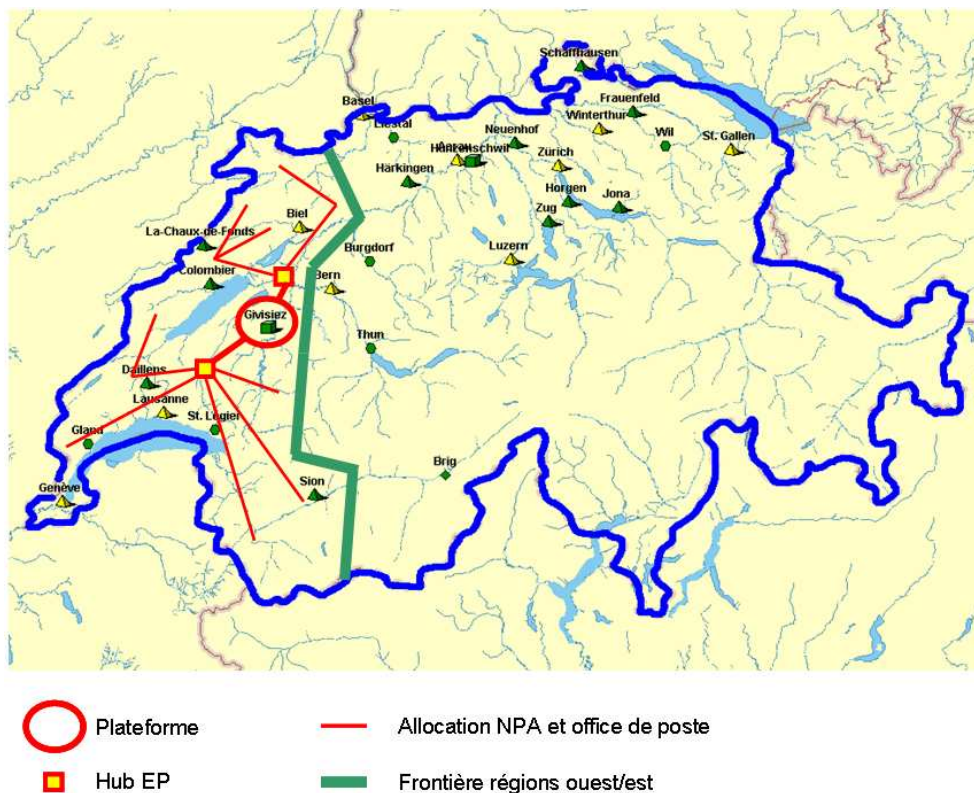 Schaffhausen
Basel
Frauenfeld
Winterthur
Liestal
Neuenhof
Wil
St. Gallen
Aarau
Hunzenschwil
Zürich
Härkingen
Horgen
Jona
Zug
Biel
La-Chaux-de-Fonds
Burgdorf
Luzern
Colombier
Bern
Givisiez
Thun
Daillens
Lausanne
St. Légier
Gland
Brig
Sion
Genève
Plateforme
Allocation NPA et office de poste
Hub EP
Frontière régions ouest/est